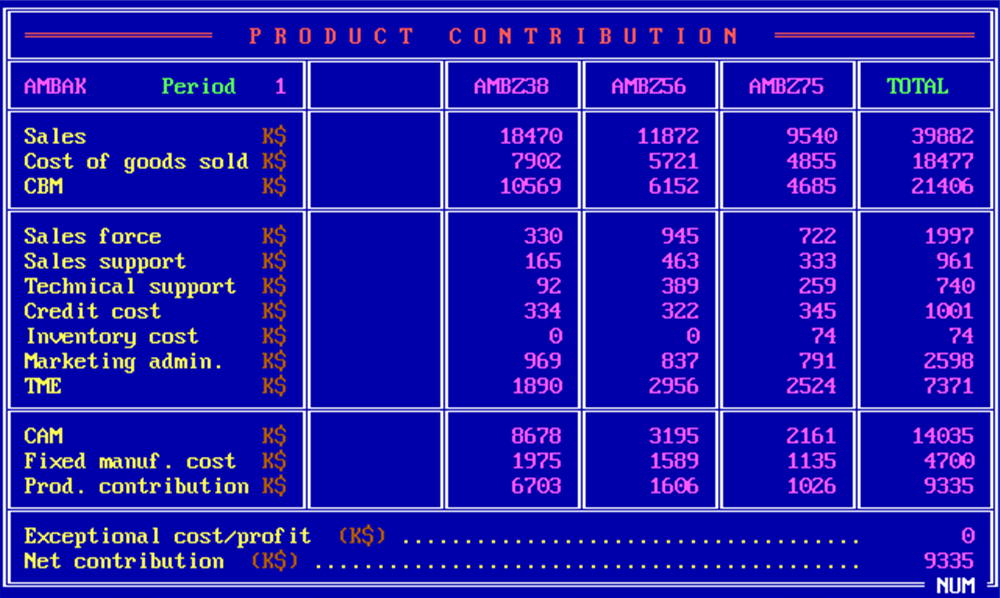 PRODUCT CONTRIBUTION
AMBAK Period 1 AMBZ38 AMBZ56 AMBZ75 TOTAL
Sales K$ 18470 11872 9540 39882
Cost of goods sold K$ 7902 5721 4855 18477
CBM K$ 10569 6152 4685 21406
Sales force K$ 330 945 722 1997
Sales support K$ 165 463 333 961
Technical support K$ 92 389 259 740
Credit cost K$ 334 322 345 1001
Inventory cost K$ 0 0 74 74
Marketing admin. K$ 969 837 791 2598
TME K$ 1890 2956 2524 7371
CAM K$ 8678 3195 2161 14035
Fixed manuf. cost K$ 1975 1589 1135 4700
Prod. contribution K$ 6703 1606 1026 9335
Exceptional cost/profit (K$) ..................................... 0
Net contribution (K$) ............................................ 9335
NUM